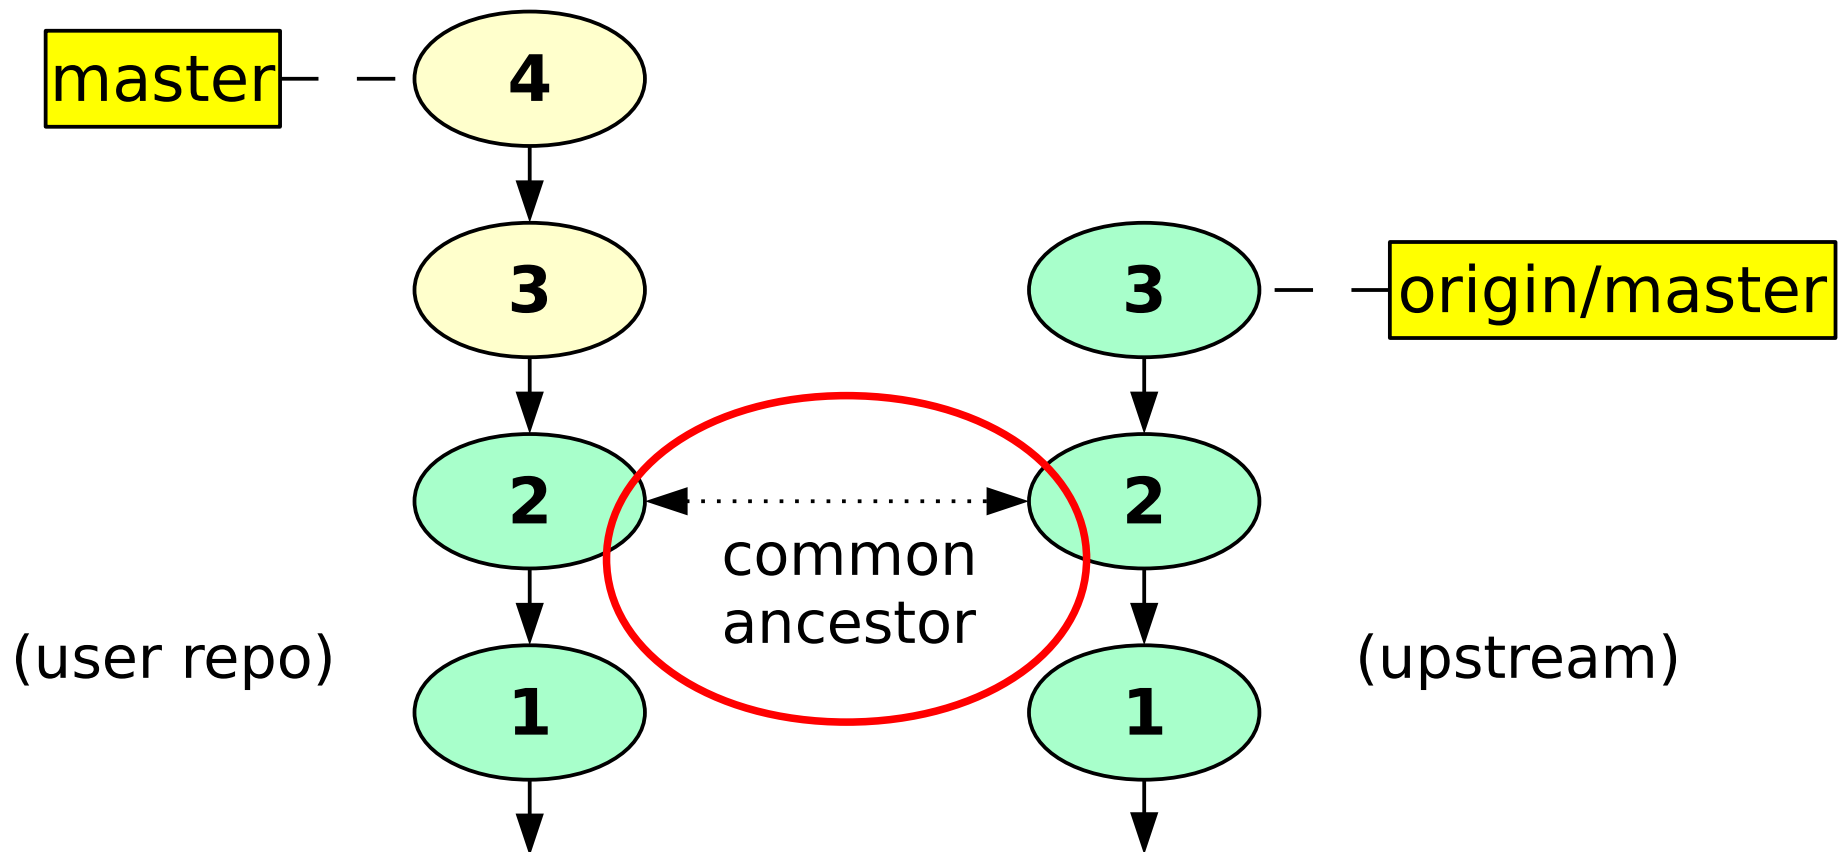 master
4
3
3
origin/master
2
2
common
ancestor
(user repo)
(upstream)
1
1